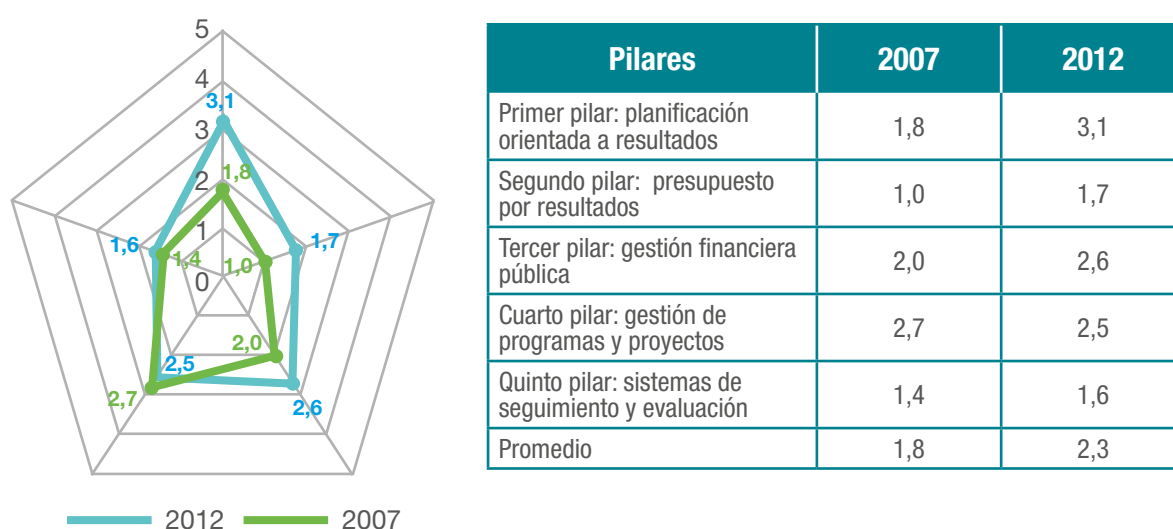 5
4
3,1
3
2
1,8
1
1,6
1,7
1,4
1,0
0
2,0
2,5
2,7
2,6
2012
2007
Pilares 2007 2012
Primer pilar: planificación
orientada a resultados
1,8 3,1
Segundo pilar: presupuesto
por resultados
1,0 1,7
Tercer pilar: gestión financiera
pública
2,0 2,6
Cuarto pilar: gestión de
programas y proyectos
2,7 2,5
Quinto pilar: sistemas de
seguimiento y evaluación
1,4 1,6
Promedio 1,8 2,3